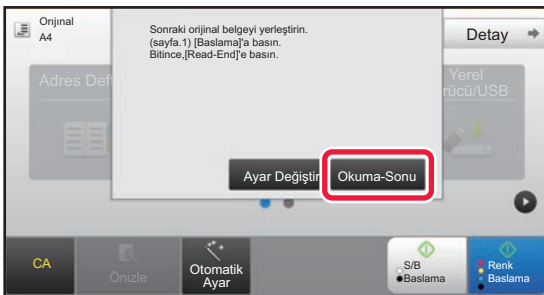 Orıjınal
A4
Sonraki orijinal belgeyi yerleştirin.
(sayfa.1) [Baslama]'a basın.
Bitince,[Read-End]'e basın.
Detay
Adres Def
Yerel
rücü/USB
Ayar Değiştir
Okuma-Sonu
CA
Önizle
Otomatik
Ayar
S/B
Baslama
Renk
Baslama